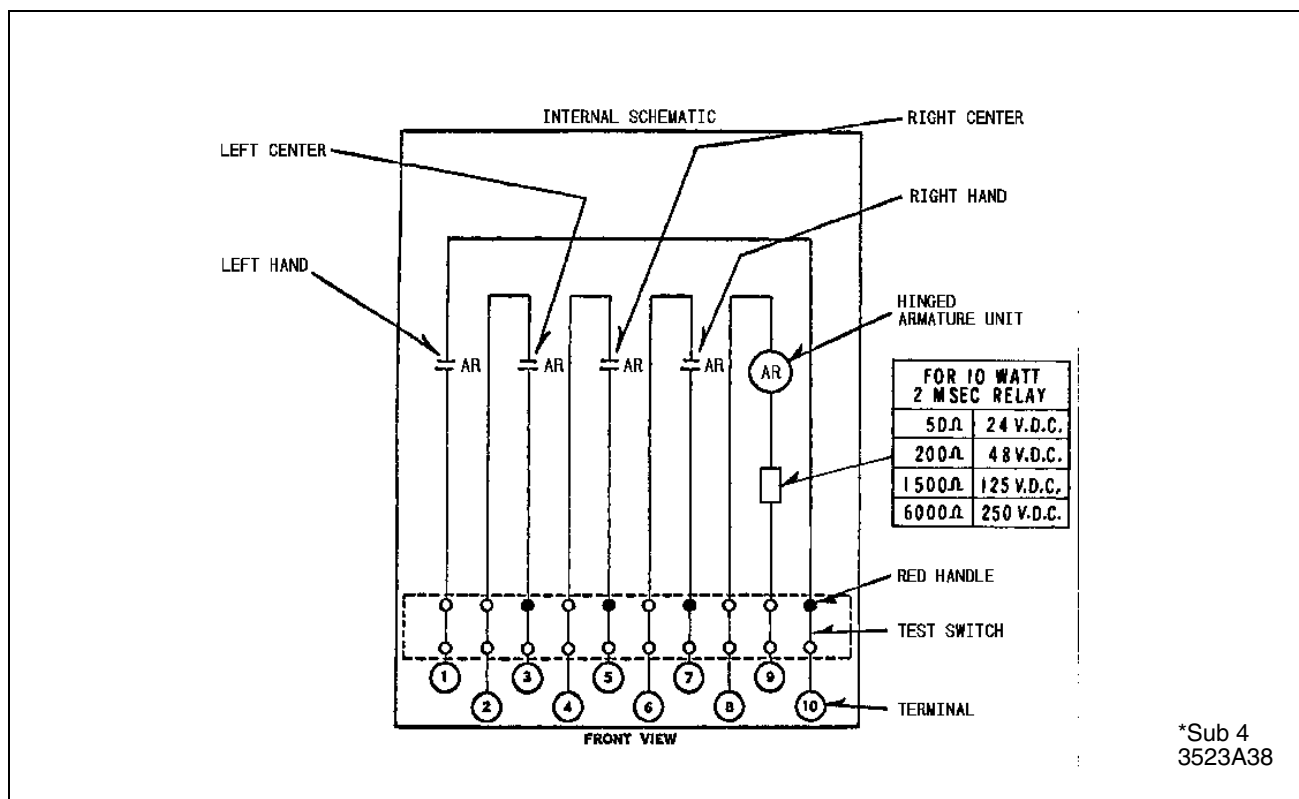 INTERNAL SCHEMATIC
RIGHT CENTER
LEFT CENTER
RIGHT HAND
LEFT HAND
HINGED
ARMATURE UNIT
AR
AR
AR
AR
AR
FOR 10 WATT
2 MSEC RELAY
50Ω 24 V.D.C.
200Ω 48 V.D.C.
1500Ω 125 V.D.C.
6000Ω 250 V.D.C.
RED HANDLE
TEST SWITCH
1 3 5 7 9
2 4 6 8 10
TERMINAL
FRONT VIEW
*Sub 4
3523A38